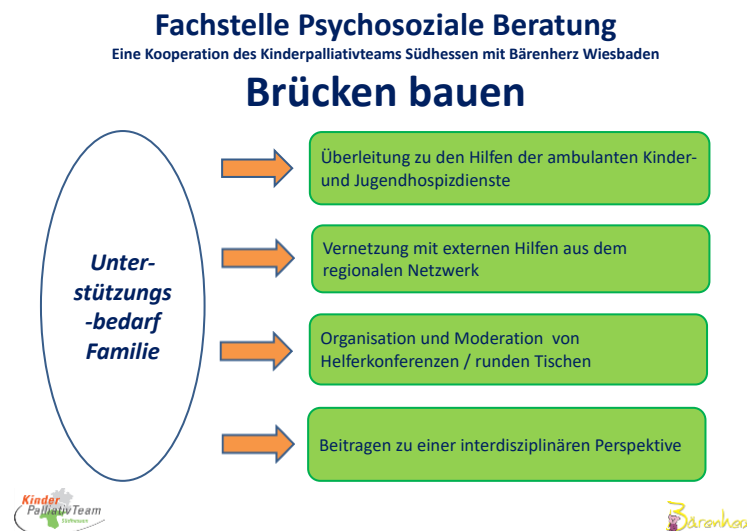 Fachstelle Psychosoziale Beratung
Eine Kooperation des Kinderpalliativteams Südhessen mit Bärenherz Wiesbaden
Brücken bauen
Unter-
stützungs
-bedarf
Familie
Überleitung zu den Hilfen der ambulanten Kinder-
und Jugendhospizdienste
Vernetzung mit externen Hilfen aus dem
regionalen Netzwerk
Organisation und Moderation von
Helferkonferenzen / runden Tischen
Beitragen zu einer interdisziplinären Perspektive
Kinder
PalliativTeam
Südhessen